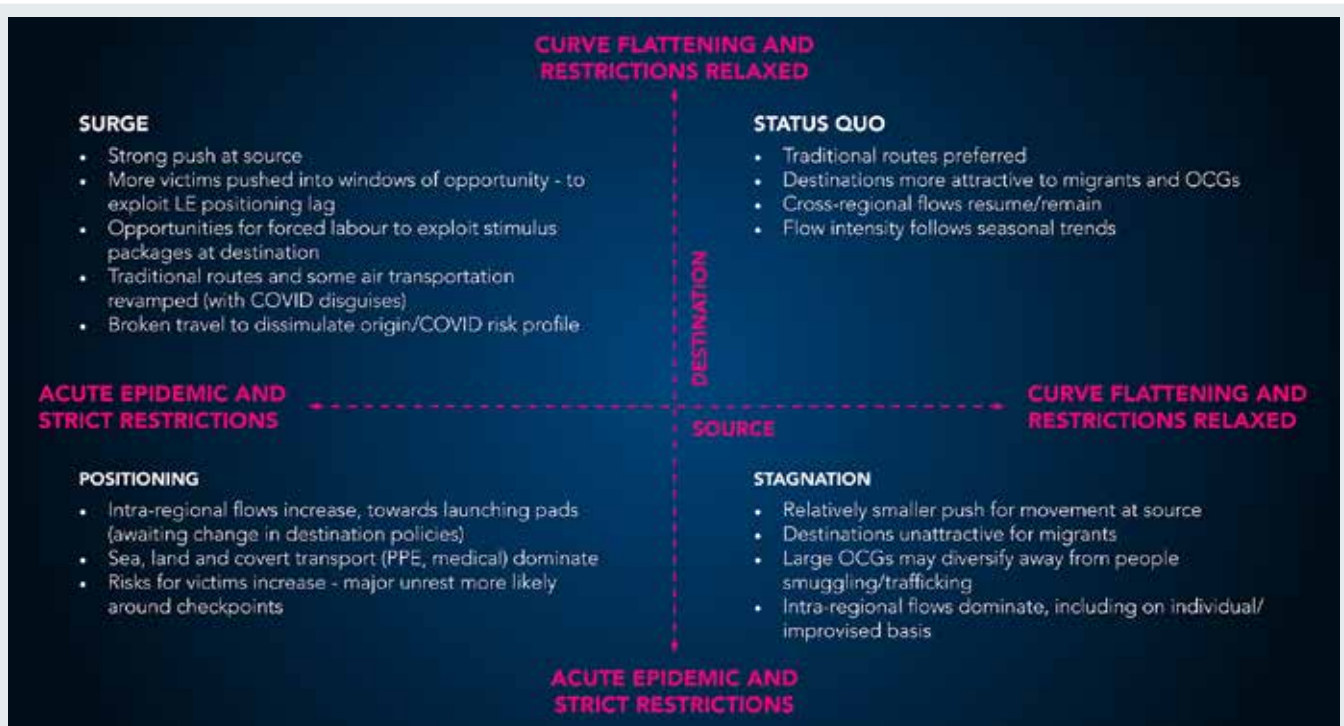 CURVE FLATTENING AND
RESTRICTIONS RELAXED
SURGE
• Strong push at source
• More victims pushed into windows of opportunity - to
exploit LE positioning lag
• Opportunities for forced labour to exploit stimulus
packages at destination
• Traditional routes and some air transportation
revamped (with COVID disguises)
• Broken travel to dissimulate origin/COVID risk profile
STATUS QUO
• Traditional routes preferred
• Destinations more attractive to migrants and OCGs
• Cross-regional flows resume/remain
• Flow intensity follows seasonal trends
DESTINATION
ACUTE EPIDEMIC AND
STRICT RESTRICTIONS
CURVE FLATTENING AND
RESTRICTIONS RELAXED
SOURCE
POSITIONING
• Intra-regional flows increase, towards launching pads
(awaiting change in destination policies)
• Sea, land and covert transport (PPE, medical) dominate
• Risks for victims increase - major unrest more likely
around checkpoints
STAGNATION
• Relatively smaller push for movement at source
• Destinations unattractive for migrants
• Large OCGs may diversify away from people
smuggling/trafficking
• Intra-regional flows dominate, including on individual/
improvised basis
ACUTE EPIDEMIC AND
STRICT RESTRICTIONS